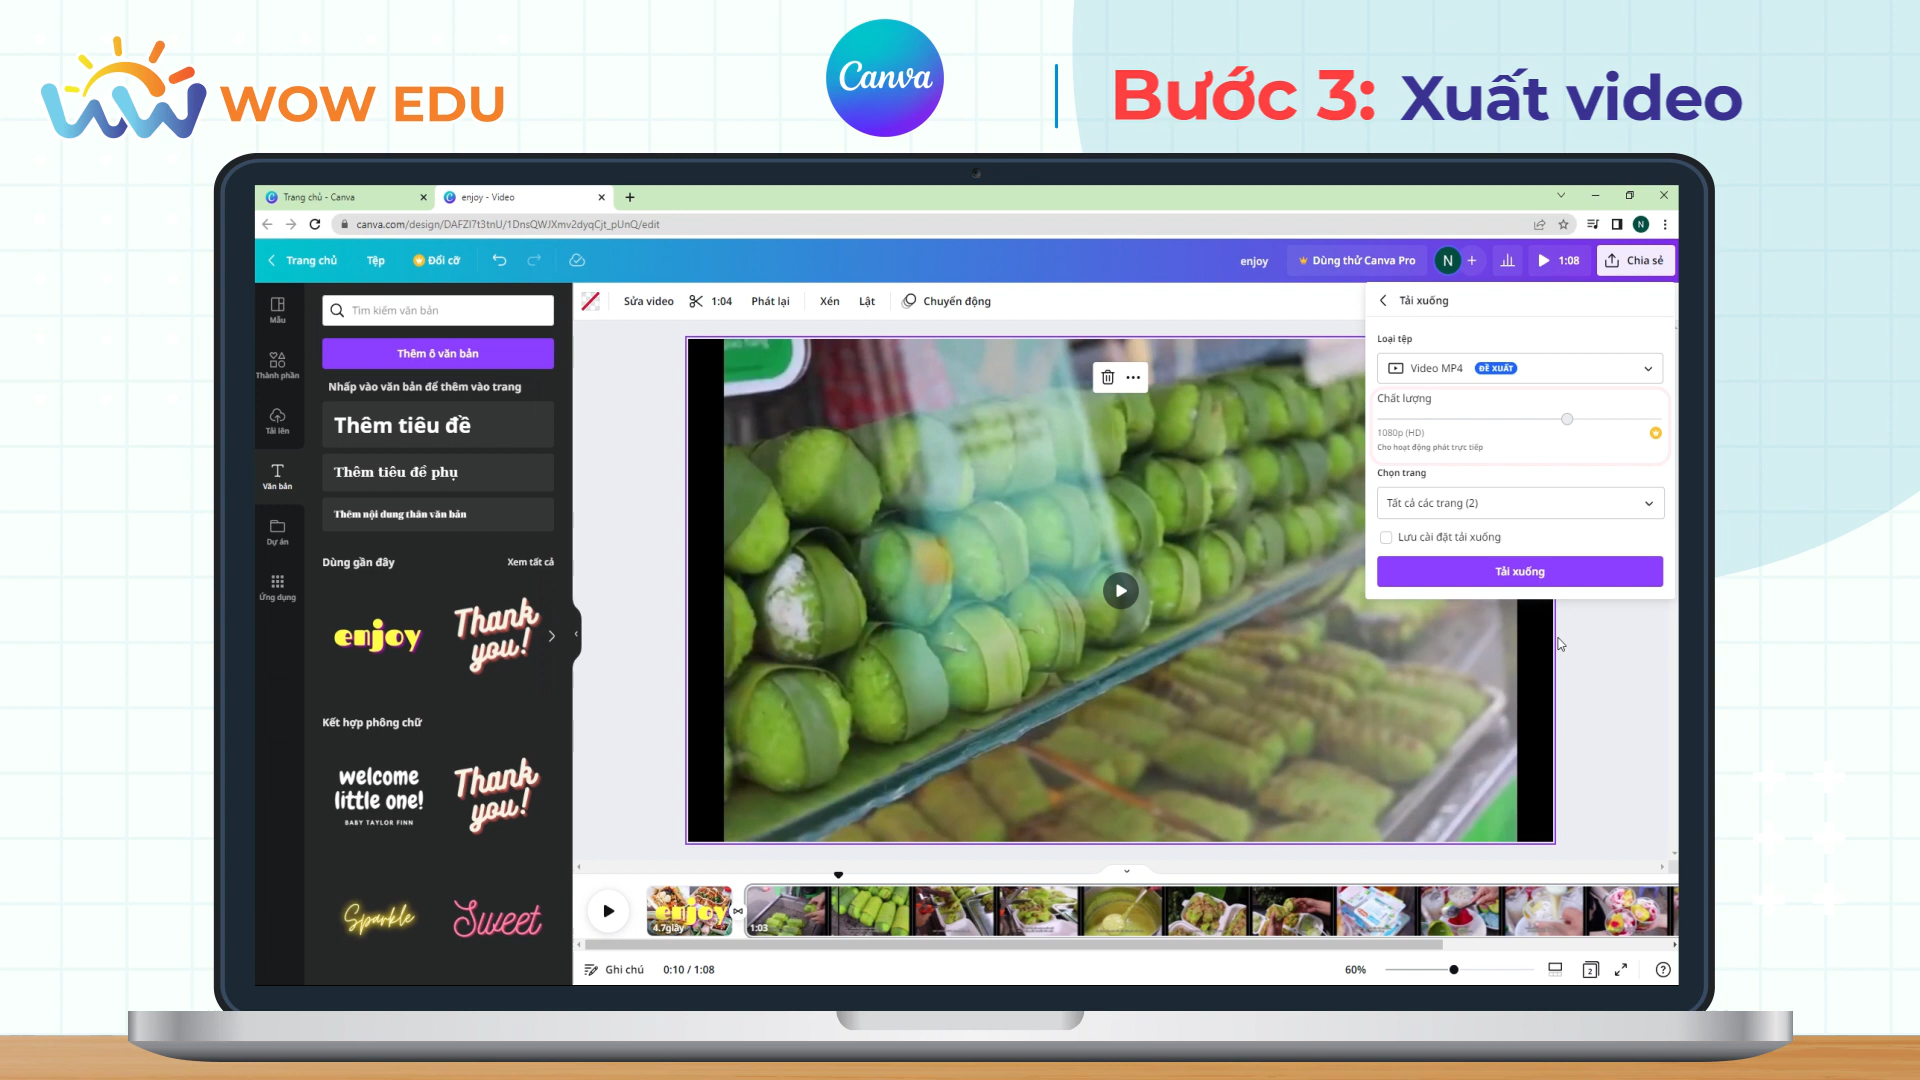 WOW EDU
Canva
Bước 3: Xuất video
Trang chủ - Canva
enjoy - Video
canva.com/design/DAFZI7t3tnU/1DnsQWJXmv2dyqCjt_pUnQ/edit
N
Trang chủ
Tệp
Đổi cỡ
enjoy
Dùng thử Canva Pro
N
1:08
Chia sẻ
Mẫu
Thành phần
Tải lên
Văn bản
Dự án
Ứng dụng
Tìm kiếm văn bản
Thêm ô văn bản
Nhấp vào văn bản để thêm vào trang
Thêm tiêu đề
Thêm tiêu đề phụ
Thêm nội dung thân văn bản
Dùng gần đây
Xem tất cả
enjoy
Thank you!
Kết hợp phông chữ
welcome little one!
BABY TAYLOR FINN
Thank you!
Sparkle
Sweet
Sửa video
1:04
Phát lại
Xén
Lật
Chuyển động
Tải xuống
Loại tệp
Video MP4
ĐỀ XUẤT
Chất lượng
1080p (HD)
Cho hoạt động phát trực tiếp
Chọn trang
Tất cả các trang (2)
Lưu cài đặt tải xuống
Tải xuống
enjoy
4.7giây
1:03
Ghi chú
0:10 / 1:08
60%
2